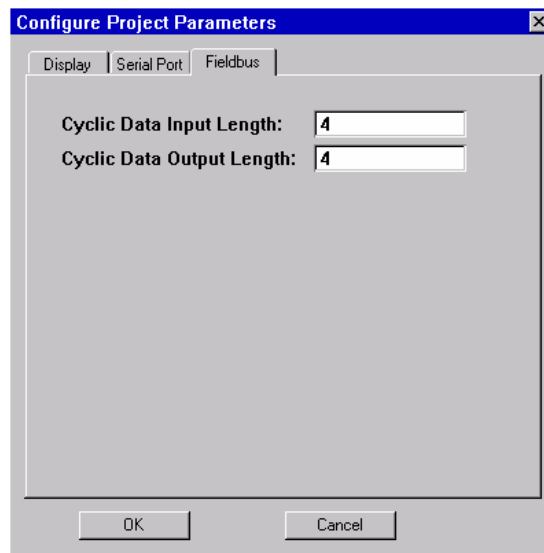 Configure Project Parameters
Display Serial Port Fieldbus
Cyclic Data Input Length: 4
Cyclic Data Output Length: 4
OK Cancel